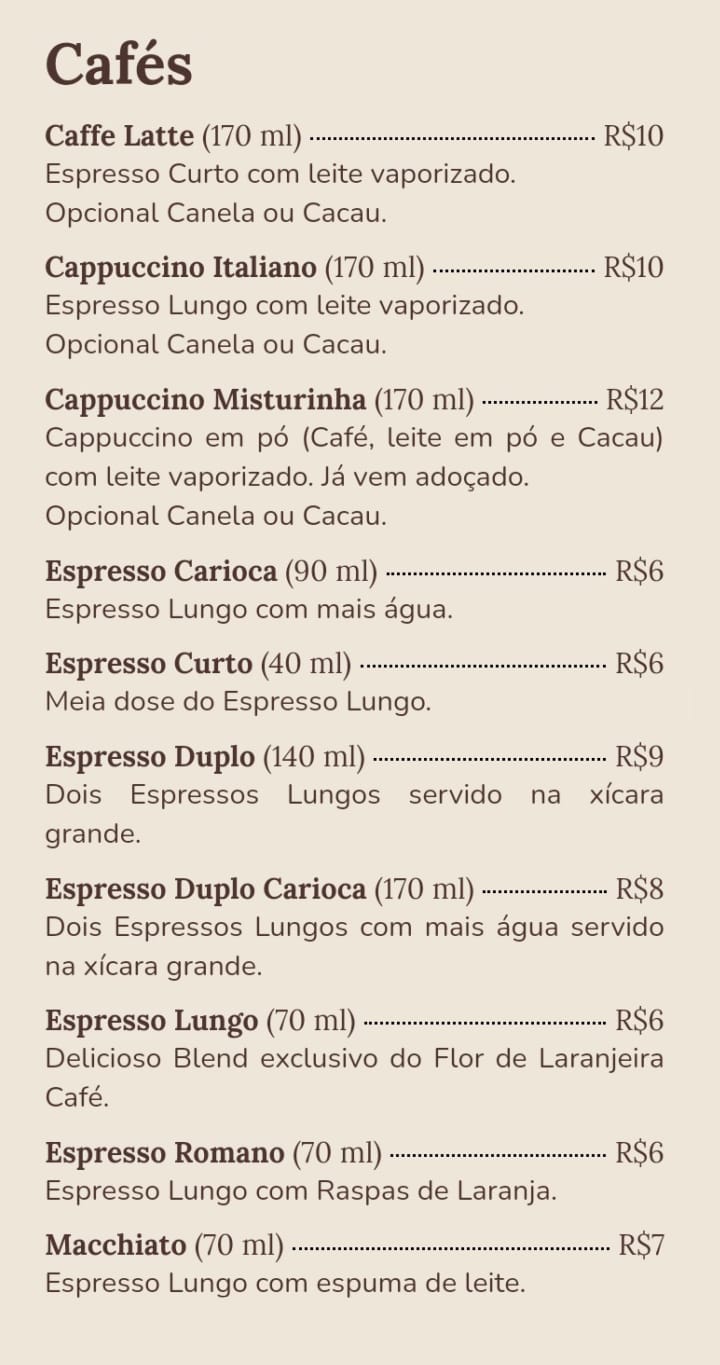 Cafés
Caffe Latte (170 ml) R$10
Espresso Curto com leite vaporizado.
Opcional Canela ou Cacau.
Cappuccino Italiano (170 ml) R$10
Espresso Lungo com leite vaporizado.
Opcional Canela ou Cacau.
Cappuccino Misturinha (170 ml) R$12
Cappuccino em pó (Café, leite em pó e Cacau)
com leite vaporizado. Já vem adoçado.
Opcional Canela ou Cacau.
Espresso Carioca (90 ml) R$6
Espresso Lungo com mais água.
Espresso Curto (40 ml) R$6
Meia dose do Espresso Lungo.
Espresso Duplo (140 ml) R$9
Dois Espressos Lungos servido na xícara
grande.
Espresso Duplo Carioca (170 ml) R$8
Dois Espressos Lungos com mais água servido
na xícara grande.
Espresso Lungo (70 ml) R$6
Delicioso Blend exclusivo do Flor de Laranjeira
Café.
Espresso Romano (70 ml) R$6
Espresso Lungo com Raspas de Laranja.
Macchiato (70 ml) R$7
Espresso Lungo com espuma de leite.